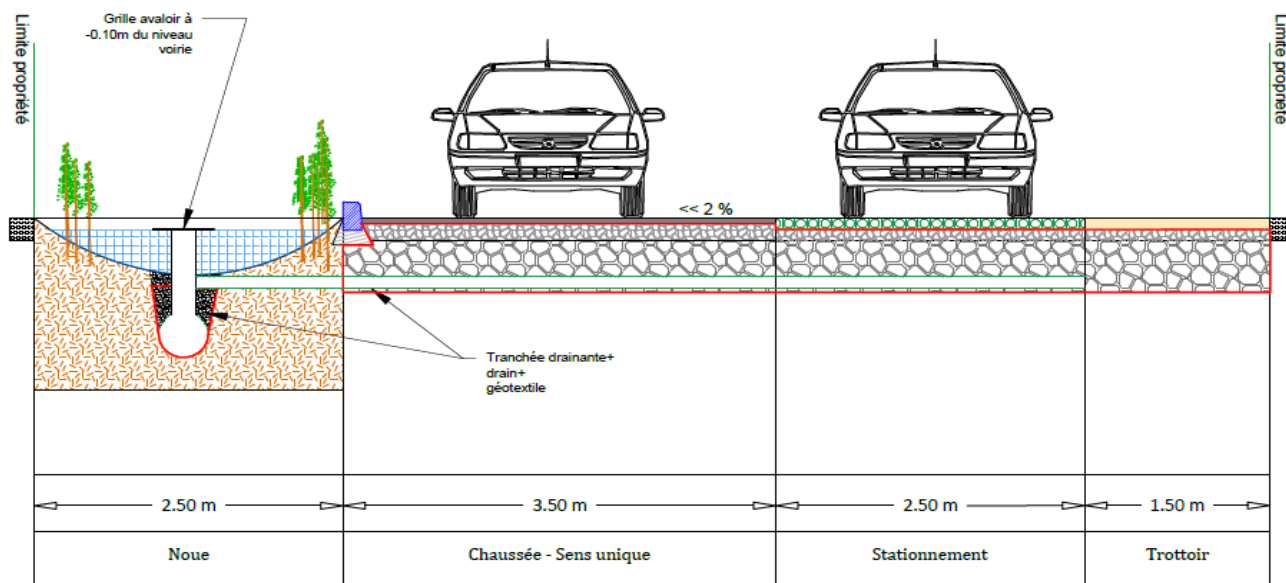 Limite propriété
Grille avaloir à
-0.10m du niveau
voirie
Limite propriété
<< 2 %
Tranchée drainante+
drain+
géotextile
2.50 m
3.50 m
2.50 m
1.50 m
Noue
Chaussée - Sens unique
Stationnement
Trottoir